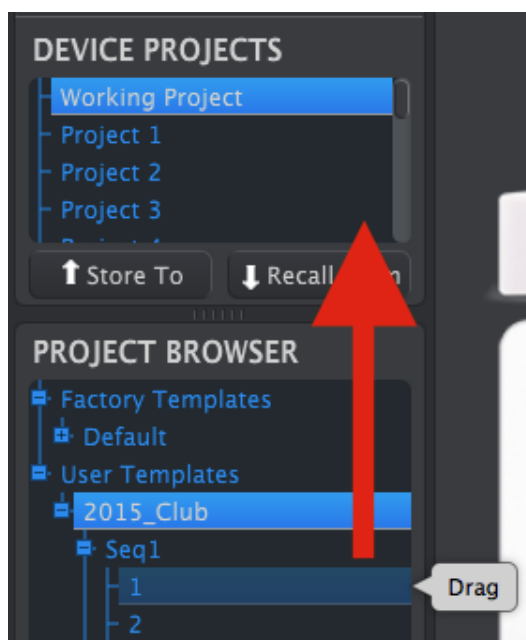 DEVICE PROJECTS
Working Project
Project 1
Project 2
Project 3
Store To
Recall
PROJECT BROWSER
Factory Templates
Default
User Templates
2015_Club
Seq1
1
Drag
2